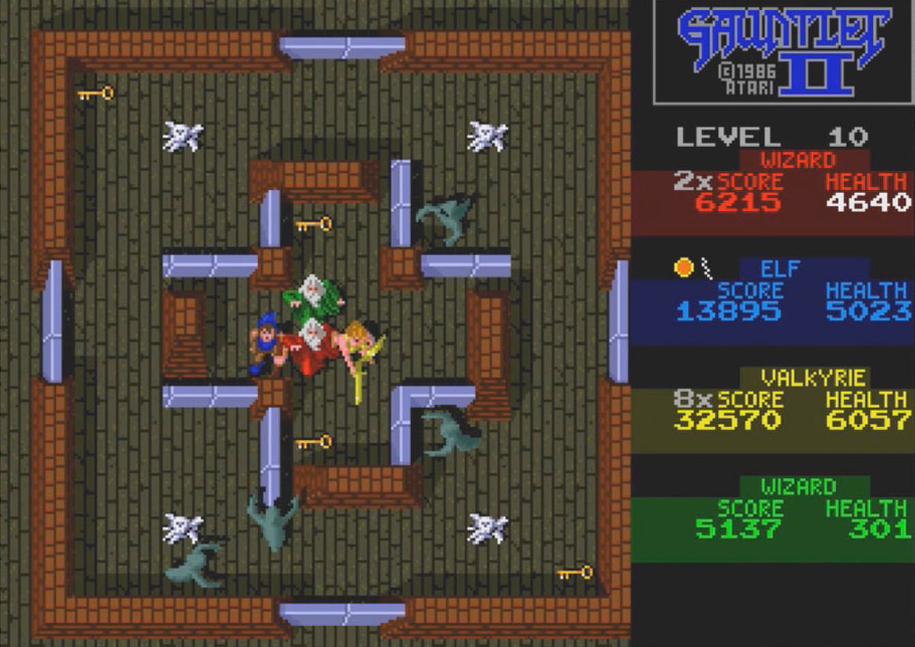 GAUNTLET
II
©1986
ATARI
LEVEL 10
WIZARD
2x SCORE HEALTH
6215 4640
ELF
SCORE HEALTH
13895 5023
VALKYRIE
8x SCORE HEALTH
32570 6057
WIZARD
SCORE HEALTH
5137 301